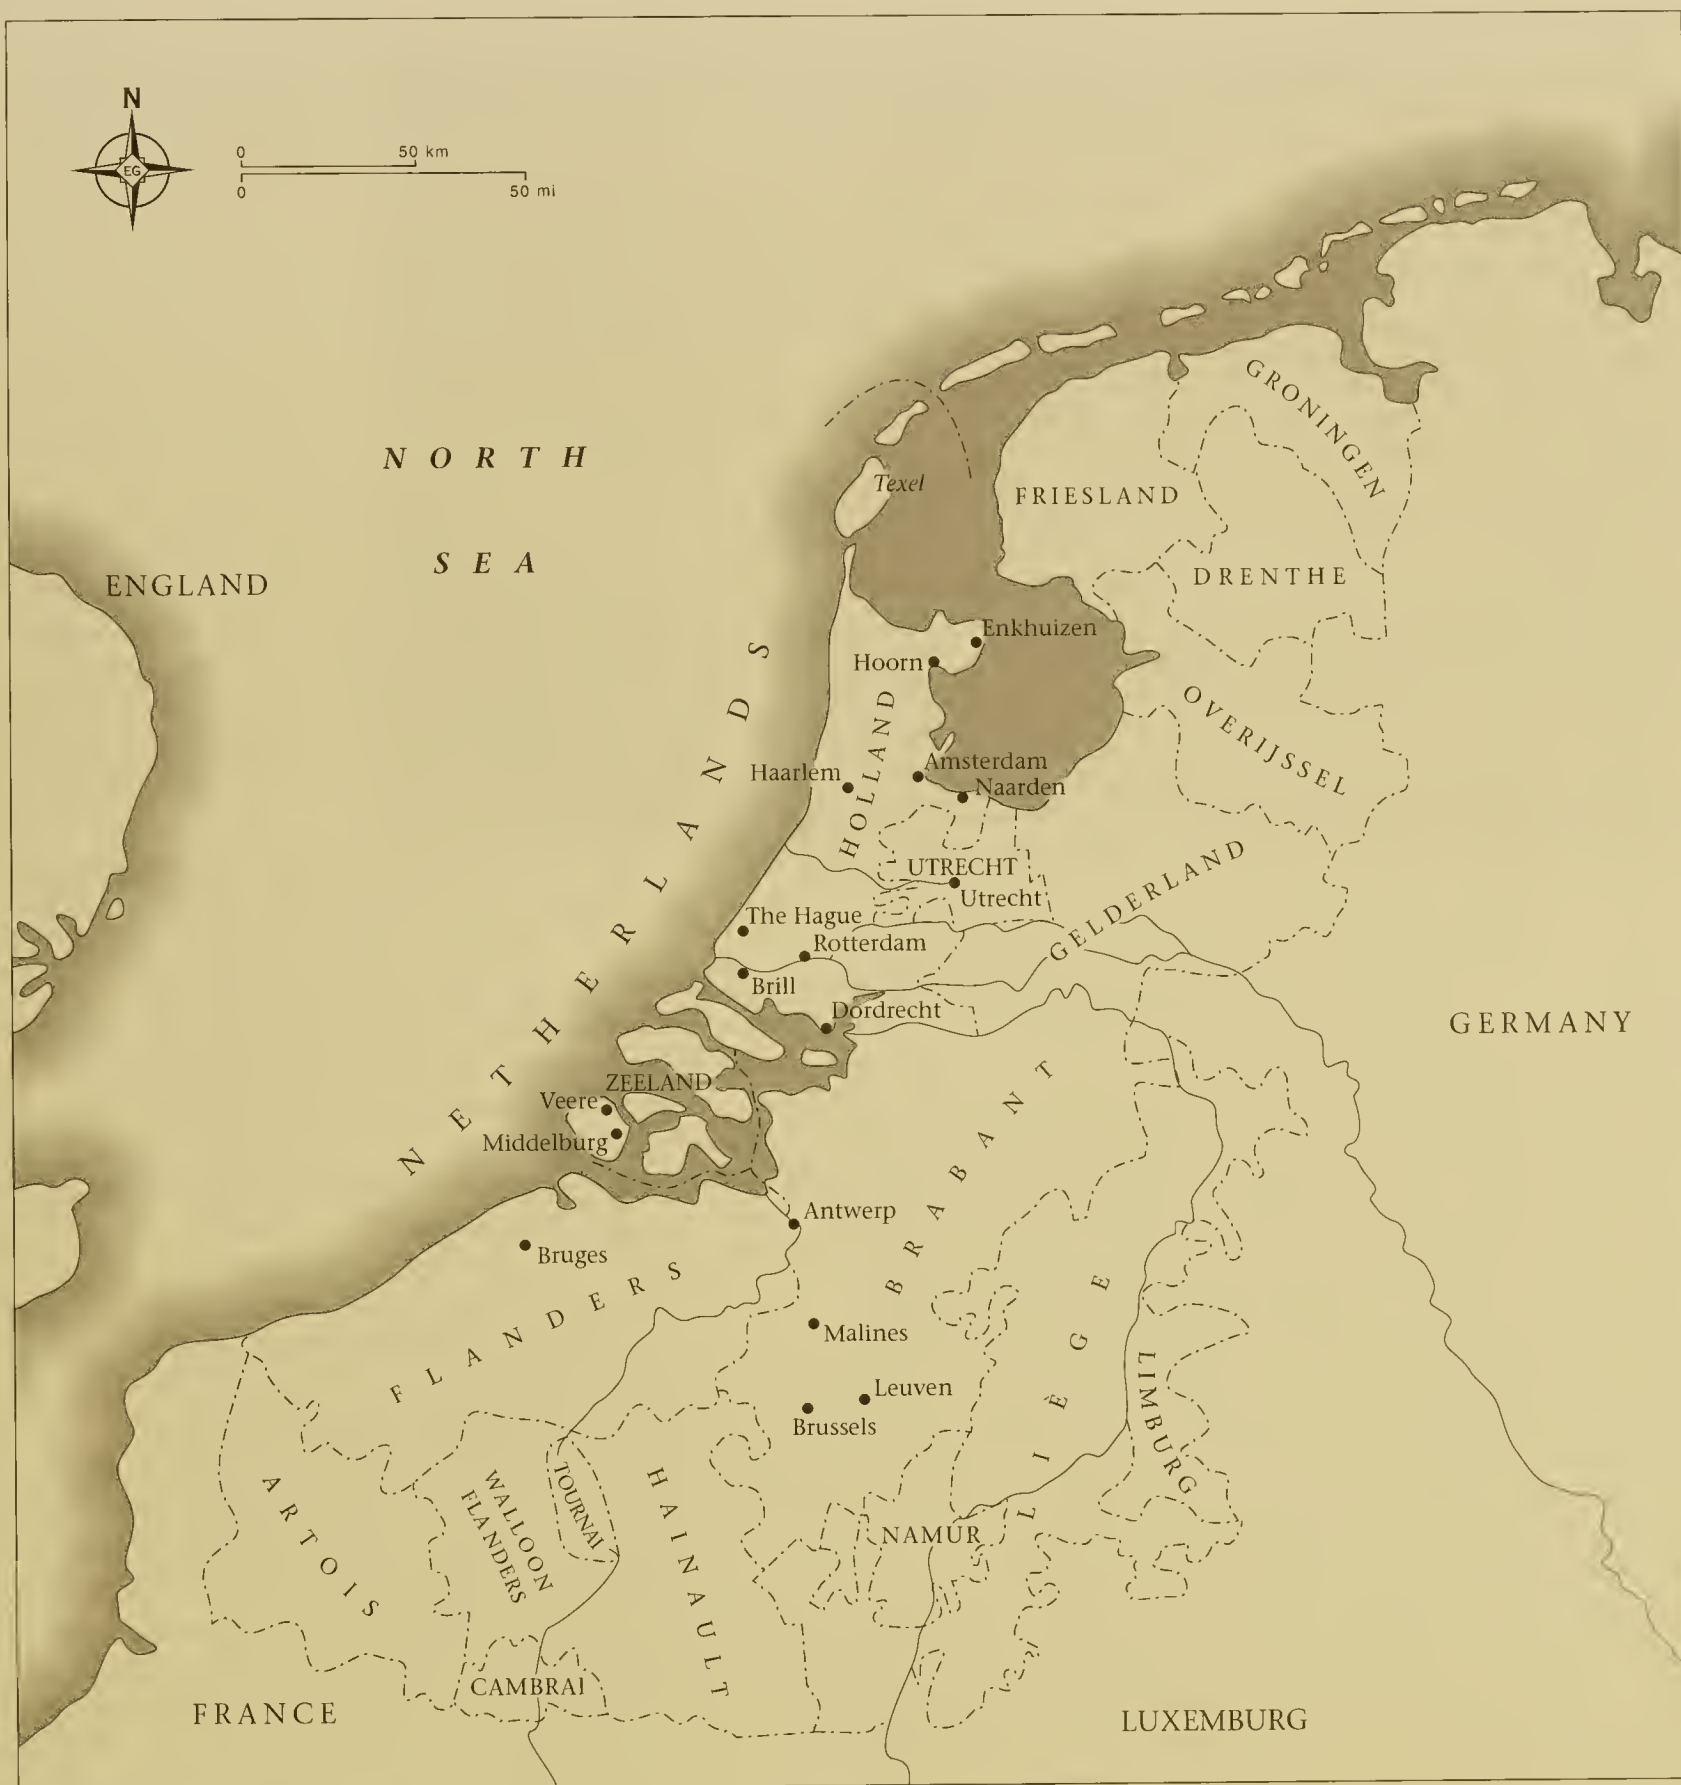 N
EG
0 50 km
0 50 mi
NORTH
SEA
ENGLAND
NETHERLANDS
Texel
FRIESLAND
GRONINGEN
DRENTHE
Enkhuizen
Hoorn
HOLLAND
OVERIJSSEL
Haarlem
Amsterdam
Naarden
UTRECHT
Utrecht
GELDERLAND
The Hague
Rotterdam
Brill
Dordrecht
GERMANY
ZEELAND
Veere
Middelburg
BRABANT
Antwerp
Bruges
FLANDERS
Malines
Leuven
Brussels
LIÉGE
LIMBURG
ARTOIS
WALLOON
FLANDERS
TOURNAI
HAINAULT
NAMUR
CAMBRAI
FRANCE
LUXEMBURG